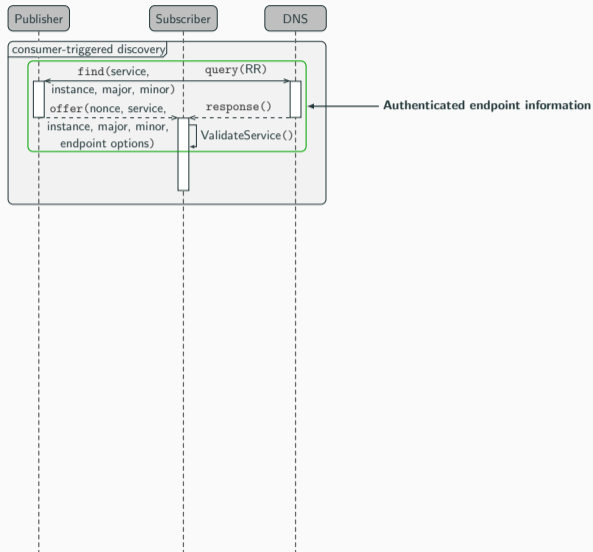 Publisher
Subscriber
DNS
consumer-triggered discovery
find(service,
instance, major, minor)
query(RR)
offer(nonce, service,
instance, major, minor,
endpoint options)
response()
ValidateService()
Authenticated endpoint information